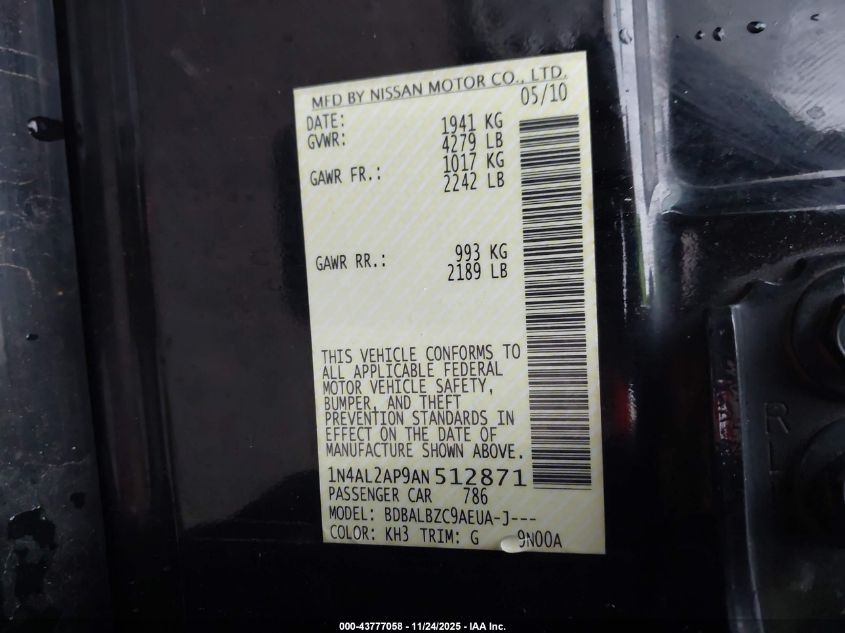 MFD BY NISSAN MOTOR CO., LTD.
05/10
DATE: 1941 KG
GVWR: 4279 LB
GAWR FR.: 1017 KG
2242 LB
GAWR RR.: 993 KG
2189 LB
THIS VEHICLE CONFORMS TO
ALL APPLICABLE FEDERAL
MOTOR VEHICLE SAFETY,
BUMPER, AND THEFT
PREVENTION STANDARDS IN
EFFECT ON THE DATE OF
MANUFACTURE SHOWN ABOVE.
1N4AL2AP9AN512871
PASSENGER CAR 786
MODEL: BDBALBZC9AEUA-J---
COLOR: KH3 TRIM: G 9N00A
R
000-43777058 - 11/24/2025 - IAA Inc.